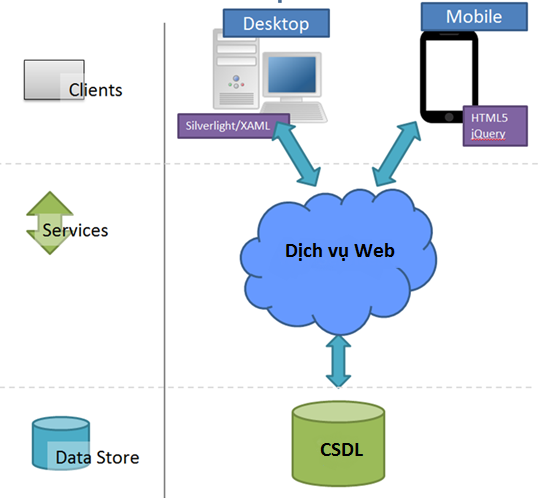 Desktop
Mobile
Clients
Silverlight/XAML
HTML5
jQuery
Services
Dịch vụ Web
Data Store
CSDL